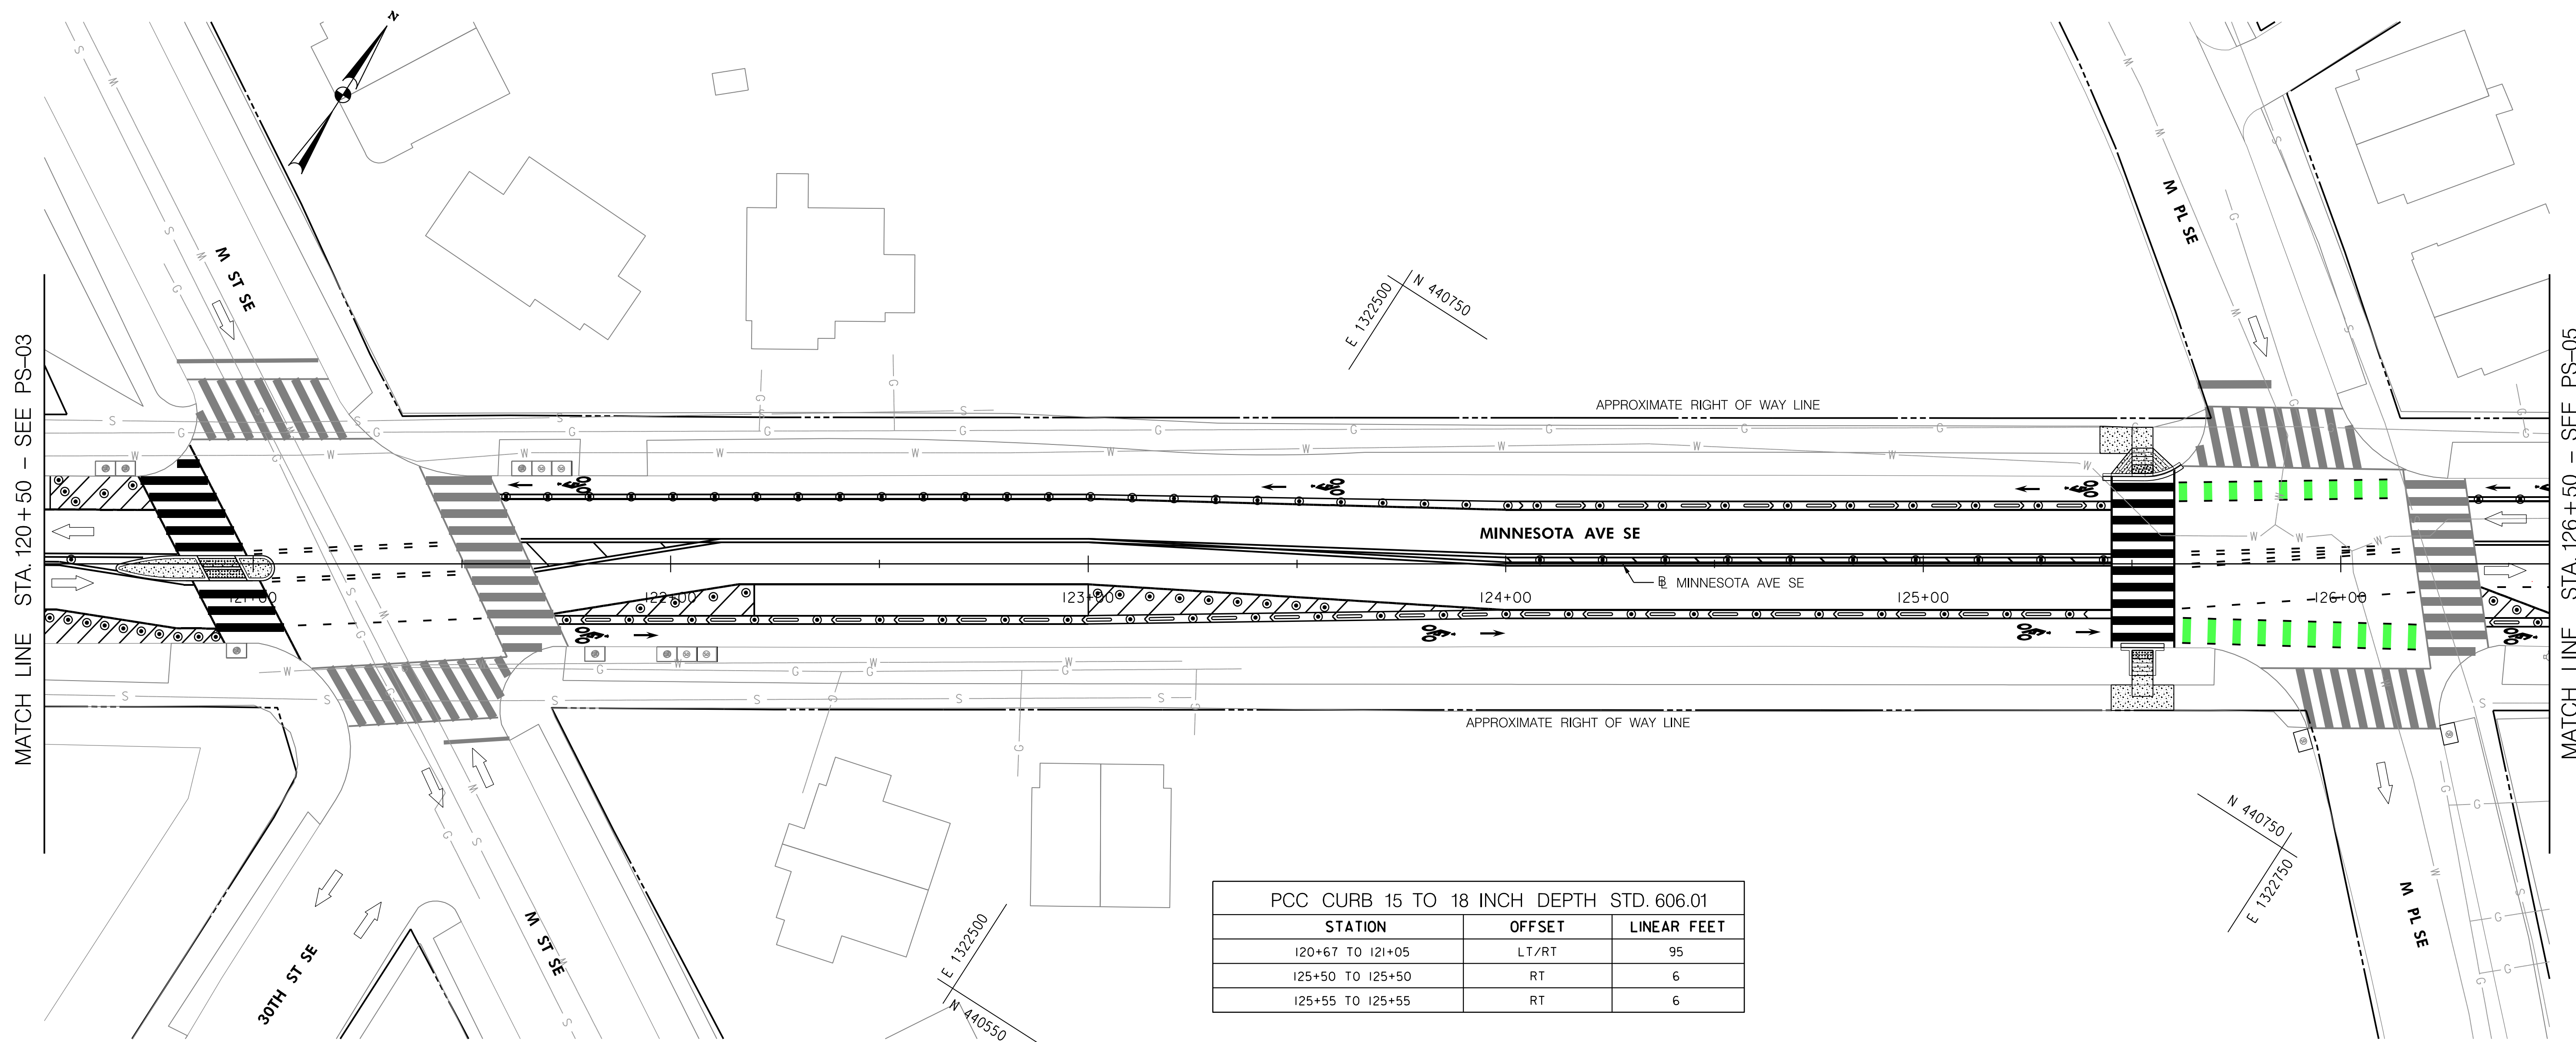 N
MATCH LINE STA. 120+50 – SEE PS–03
M ST SE
E 1322500
N 440750
M PL SE
APPROXIMATE RIGHT OF WAY LINE
MINNESOTA AVE SE
MINNESOTA AVE SE
121+00
122+00
123+00
124+00
125+00
126+00
APPROXIMATE RIGHT OF WAY LINE
MATCH LINE STA. 126+50 – SEE PS–05
N 440750
E 1322750
M PL SE
M ST SE
30TH ST SE
E 1322500
N 440550
PCC CURB 15 TO 18 INCH DEPTH STD. 606.01
STATION OFFSET LINEAR FEET
120+67 TO 121+05 LT/RT 95
125+50 TO 125+50 RT 6
125+55 TO 125+55 RT 6